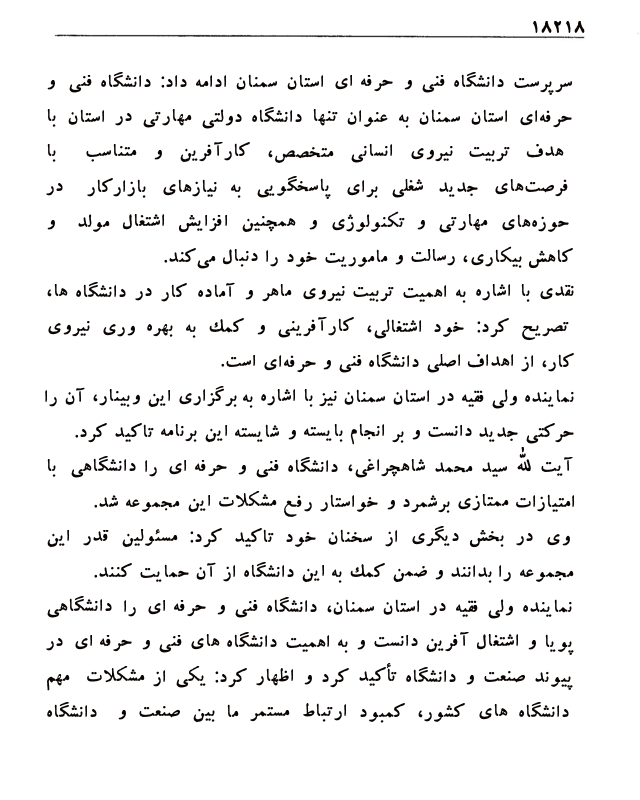 ۱۸۲۱۸
سرپرست دانشگاه فنی و حرفه ای استان سمنان ادامه داد: دانشگاه فنی و
حرفه‌ای استان سمنان به عنوان تنها دانشگاه دولتی مهارتی در استان با
هدف تربیت نیروی انسانی متخصص، کارآفرین و متناسب با
فرصت‌های جدید شغلی برای پاسخگویی به نیازهای بازارکار در
حوزه‌های مهارتی و تکنولوژی و همچنین افزایش اشتغال مولد و
کاهش بیکاری، رسالت و ماموریت خود را دنبال می‌کند.
نقدی با اشاره به اهمیت تربیت نیروی ماهر و آماده کار در دانشگاه ها،
تصریح کرد: خود اشتغالی، کارآفرینی و کمك به بهره وری نیروی
کار، از اهداف اصلی دانشگاه فنی و حرفه‌ای است.
نماینده ولی فقیه در استان سمنان نیز با اشاره به برگزاری این وبینار، آن را
حرکتی جدید دانست و بر انجام بایسته و شایسته این برنامه تاکید کرد.
آیت لله سید محمد شاهچراغی، دانشگاه فنی و حرفه ای را دانشگاهی با
امتیازات ممتازی برشمرد و خواستار رفع مشکلات این مجموعه شد.
وی در بخش دیگری از سخنان خود تاکید کرد: مسئولین قدر این
مجموعه را بدانند و ضمن کمك به این دانشگاه از آن حمایت کنند.
نماینده ولی فقیه در استان سمنان، دانشگاه فنی و حرفه ای را دانشگاهی
پویا و اشتغال آفرین دانست و به اهمیت دانشگاه های فنی و حرفه ای در
پیوند صنعت و دانشگاه تأکید کرد و اظهار کرد: یکی از مشکلات مهم
دانشگاه های کشور، کمبود ارتباط مستمر ما بین صنعت و دانشگاه